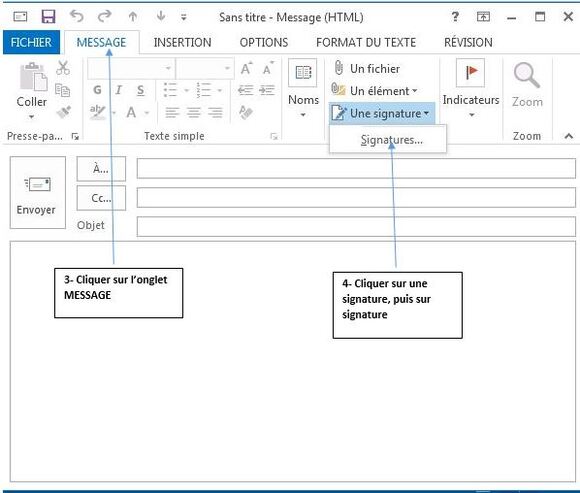 Sans titre - Message (HTML)
FICHIER MESSAGE INSERTION OPTIONS FORMAT DU TEXTE RÉVISION
Coller
Presse-pa...
G I S
A
ab
A A
Texte simple
Noms
Un fichier
Un élément
Une signature
Signatures...
Indicateurs
Zoom
Zoom
Envoyer
À...
Cc...
Objet
3- Cliquer sur l'onglet
MESSAGE
4- Cliquer sur une
signature, puis sur
signature